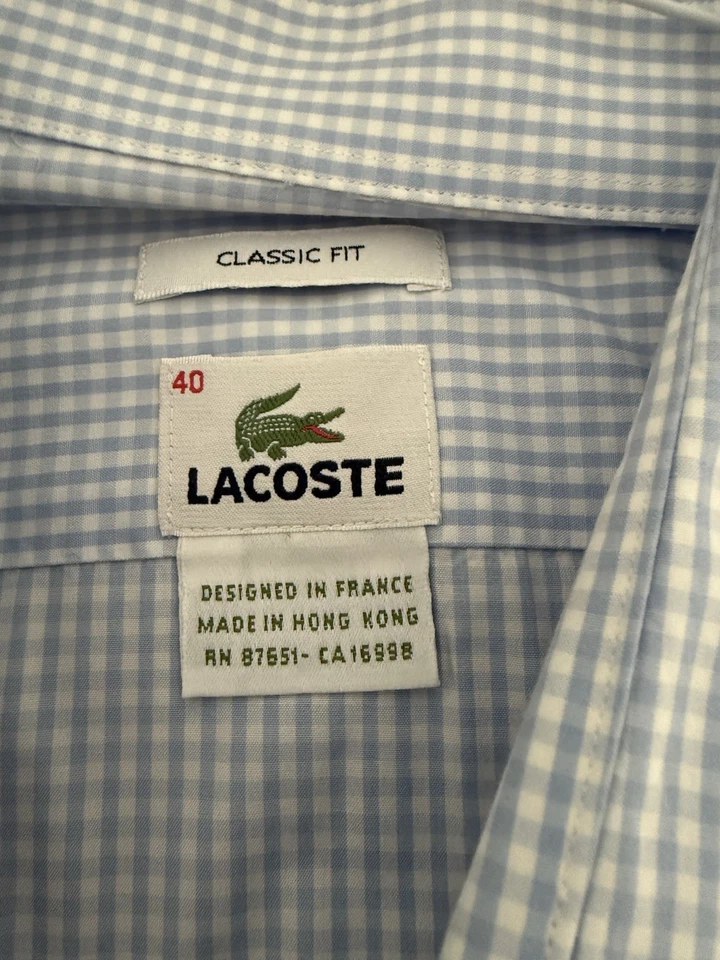 CLASSIC FIT
40
LACOSTE
DESIGNED IN FRANCE
MADE IN HONG KONG
RN 87651- CA16998